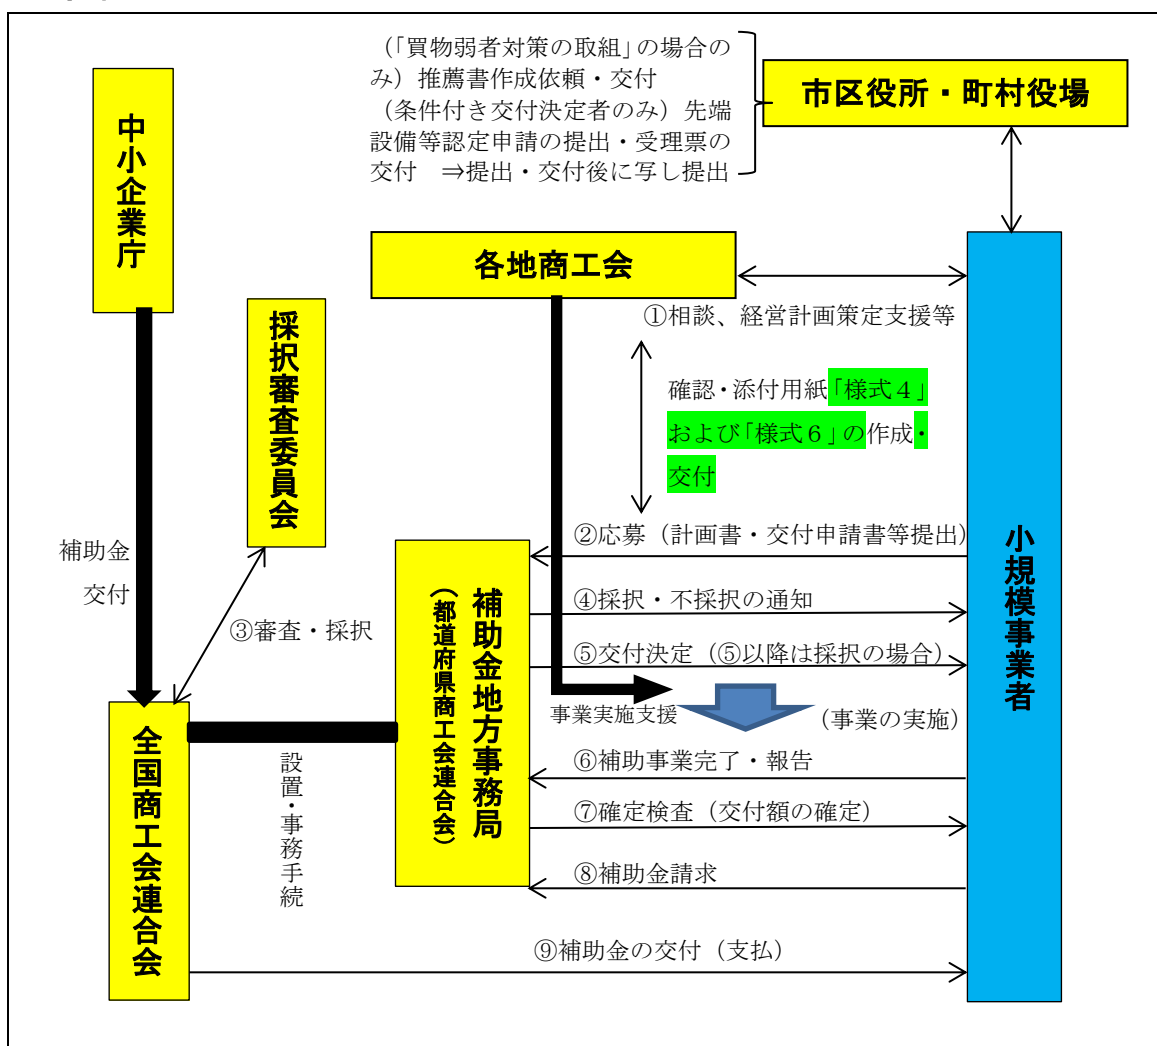 （「買物弱者対策の取組」の場合の
み）推薦書作成依頼・交付
（条件付き交付決定者のみ）先端
設備等認定申請の提出・受理票の
交付　⇒提出・交付後に写し提出
市区役所・町村役場
中小企業庁
各地商工会
①相談、経営計画策定支援等
採択審査委員会
確認・添付用紙「様式４」
および「様式６」の作成・
交付
小規模事業者
補助金
交付
②応募（計画書・交付申請書等提出）
③審査・採択
補助金地方事務局
（都道府県商工会連合会）
④採択・不採択の通知
⑤交付決定（⑤以降は採択の場合）
事業実施支援
（事業の実施）
全国商工会連合会
設置・事務手続
⑥補助事業完了・報告
⑦確定検査（交付額の確定）
⑧補助金請求
⑨補助金の交付（支払）